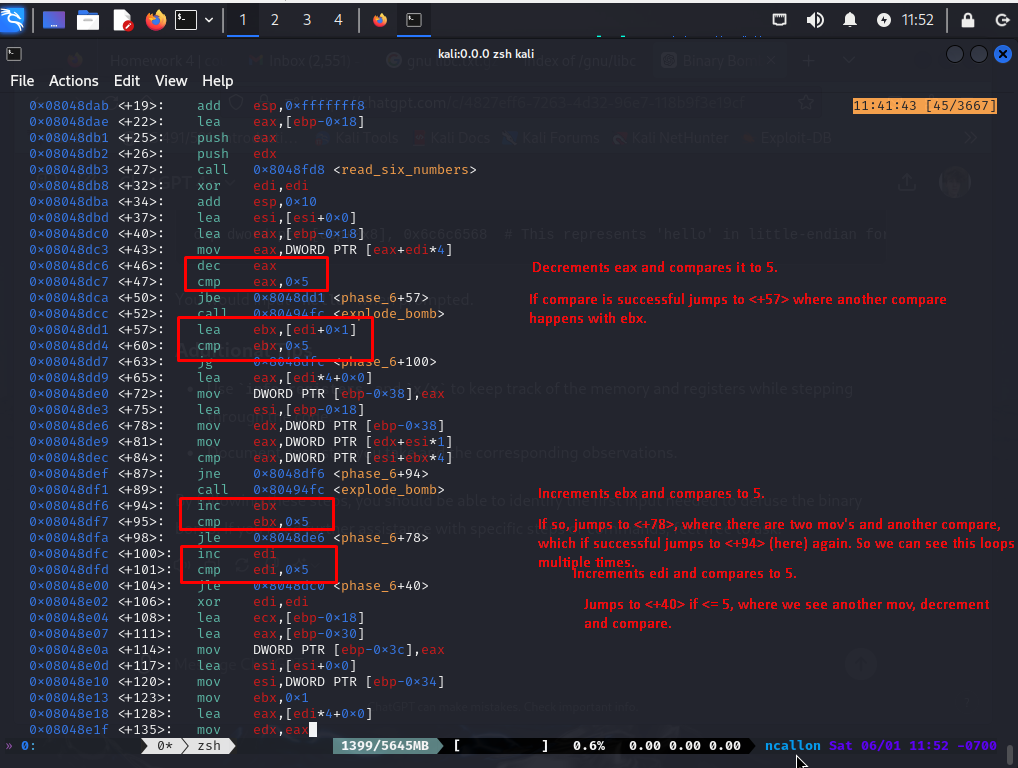 1 2 3 4 11:52
kali:0.0.0 zsh kali
File Actions Edit View Help
0x08048dab <+19>: add esp,0xfffffff8 11:41:43 [45/3667]
0x08048dae <+22>: lea eax,[ebp-0x18]
0x08048db1 <+25>: push eax
0x08048db2 <+26>: push edx
0x08048db3 <+27>: call 0x8048fd8 <read_six_numbers>
0x08048db8 <+32>: xor edi,edi
0x08048dba <+34>: add esp,0x10
0x08048dbd <+37>: lea esi,[esi+0x0]
0x08048dc0 <+40>: lea eax,[ebp-0x18]
0x08048dc3 <+43>: mov eax,DWORD PTR [eax+edi*4]
0x08048dc6 <+46>: dec eax
0x08048dc7 <+47>: cmp eax,0x5
0x08048dca <+50>: jbe 0x8048dd1 <phase_6+57>
0x08048dcc <+52>: call 0x80494fc <explode_bomb>
0x08048dd1 <+57>: lea ebx,[edi+0x1]
0x08048dd4 <+60>: cmp ebx,0x5
0x08048dd7 <+63>: jg 0x8048dfc <phase_6+100>
0x08048dd9 <+65>: lea eax,[edi*4+0x0]
0x08048de0 <+72>: mov DWORD PTR [ebp-0x38],eax
0x08048de3 <+75>: lea esi,[ebp-0x18]
0x08048de6 <+78>: mov edx,DWORD PTR [ebp-0x38]
0x08048de9 <+81>: mov eax,DWORD PTR [edx+esi*1]
0x08048dec <+84>: cmp eax,DWORD PTR [esi+ebx*4]
0x08048def <+87>: jne 0x8048df6 <phase_6+94>
0x08048df1 <+89>: call 0x80494fc <explode_bomb>
0x08048df6 <+94>: inc ebx
0x08048df7 <+95>: cmp ebx,0x5
0x08048dfa <+98>: jle 0x8048de6 <phase_6+78>
0x08048dfc <+100>: inc edi
0x08048dfd <+101>: cmp edi,0x5
0x08048e00 <+104>: jle 0x8048dc0 <phase_6+40>
0x08048e02 <+106>: xor edi,edi
0x08048e04 <+108>: lea ecx,[ebp-0x18]
0x08048e07 <+111>: lea eax,[ebp-0x30]
0x08048e0a <+114>: mov DWORD PTR [ebp-0x3c],eax
0x08048e0d <+117>: lea esi,[esi+0x0]
0x08048e10 <+120>: mov esi,DWORD PTR [ebp-0x34]
0x08048e13 <+123>: mov ebx,0x1
0x08048e18 <+128>: lea eax,[edi*4+0x0]
0x08048e1f <+135>: mov edx,eax
Decrements eax and compares it to 5.
If compare is successful jumps to <+57> where another compare
happens with ebx.
Increments ebx and compares to 5.
If so, jumps to <+78>, where there are two mov's and another compare,
which if successful jumps to <+94> (here) again. So we can see this loops
multiple times.
Increments edi and compares to 5.
Jumps to <+40> if <= 5, where we see another mov, decrement
and compare.
» 0: 0* zsh 1399/5645MB [ ] 0.6% 0.00 0.00 0.00 ncallon Sat 06/01 11:52 -0700